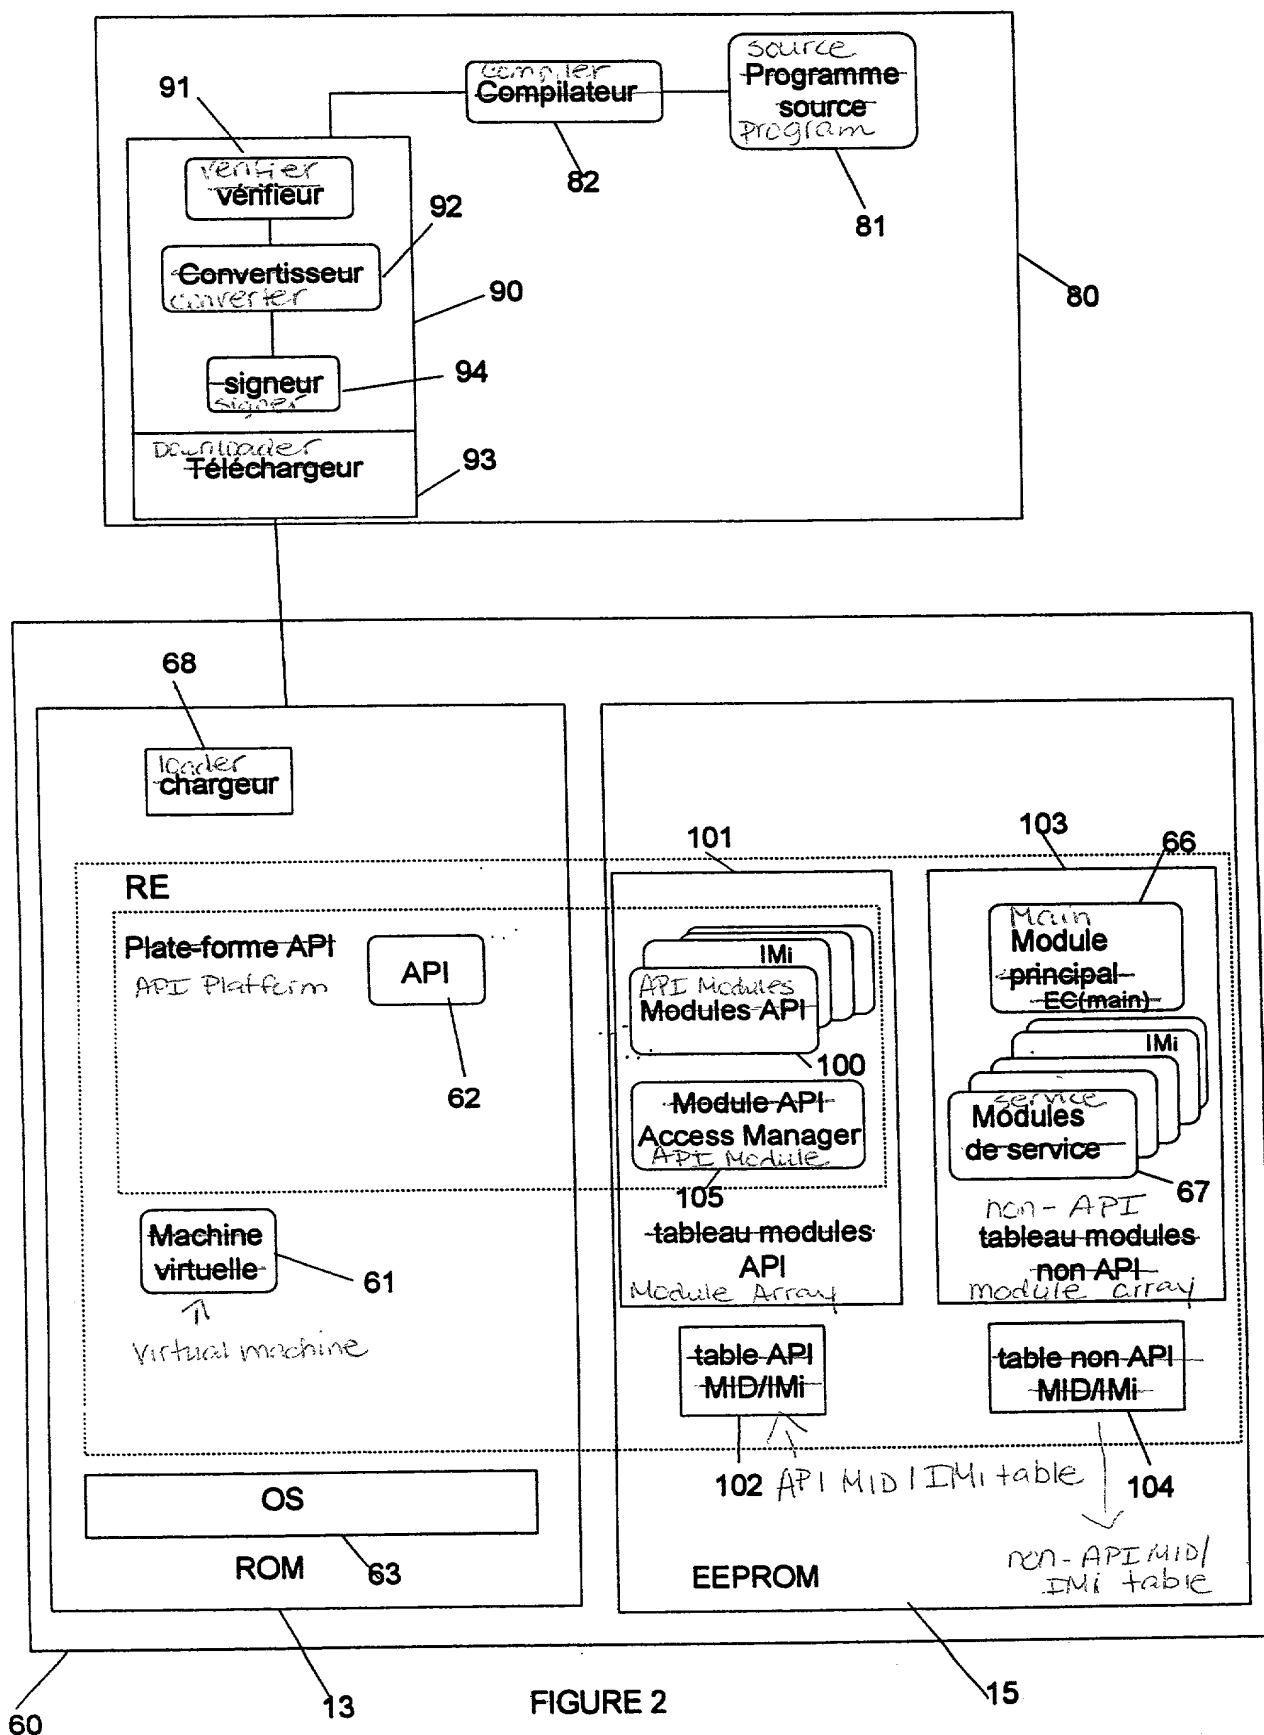 source
Programme
source
program
compiler
Compilateur
91
82
81
verifier
vérifieur
92
Convertisseur
converter
90
80
signeur
signer
94
Downloader
Téléchargeur
93
68
loader
chargeur
101
103
66
RE
Plate-forme API
API Platform
API
62
IMi
API Modules
Modules API
100
Module API
Access Manager
API Module
105
tableau modules
API
Module Array
Main
Module
principal
EC(main)
IMi
service
Modules
de service
67
non-API
tableau modules
non API
module array
Machine
virtuelle
61
Virtual machine
table API
MID/IMi
102
API MID/IMi table
table non API
MID/IMi
104
non-API MID/
IMi table
OS
63
ROM
EEPROM
60
13
15
FIGURE 2